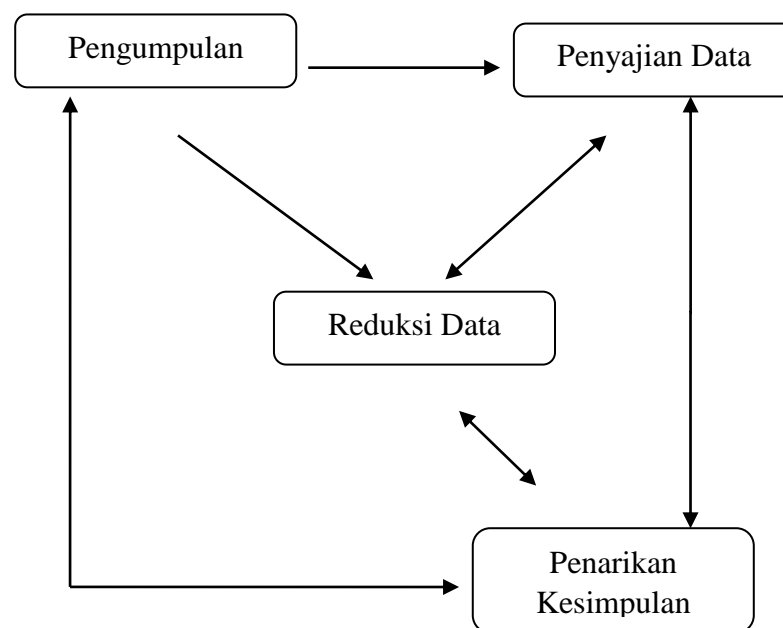 Pengumpulan
Penyajian Data
Reduksi Data
Penarikan
Kesimpulan